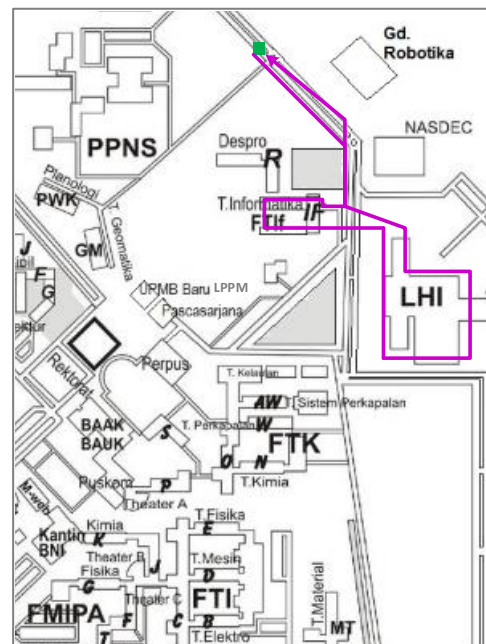 Gd.
Robotika
NASDEC
PPNS
Despro
R
Planologi
PWK
T. Geomatika
GM
T.Informatika
IF
FTIf
J
F
G
UPMB Baru LPPM
Pascasarjana
LHI
Rektorat
Perpus
T. Kelautan
AW
T. Sistem Perkapalan
BAAK
BAUK
S
T. Perkapalan
W
FTK
O
N
Puskom
P
T.Kimia
Theater A
M-web
Kantin
BNI
Kimia
K
T.Fisika
E
Theater B
J
T.Mesin
Fisika
G
D
Theater C
FTI
FMIPA
F
C
B
T
T.Elektro
T.Material
MT